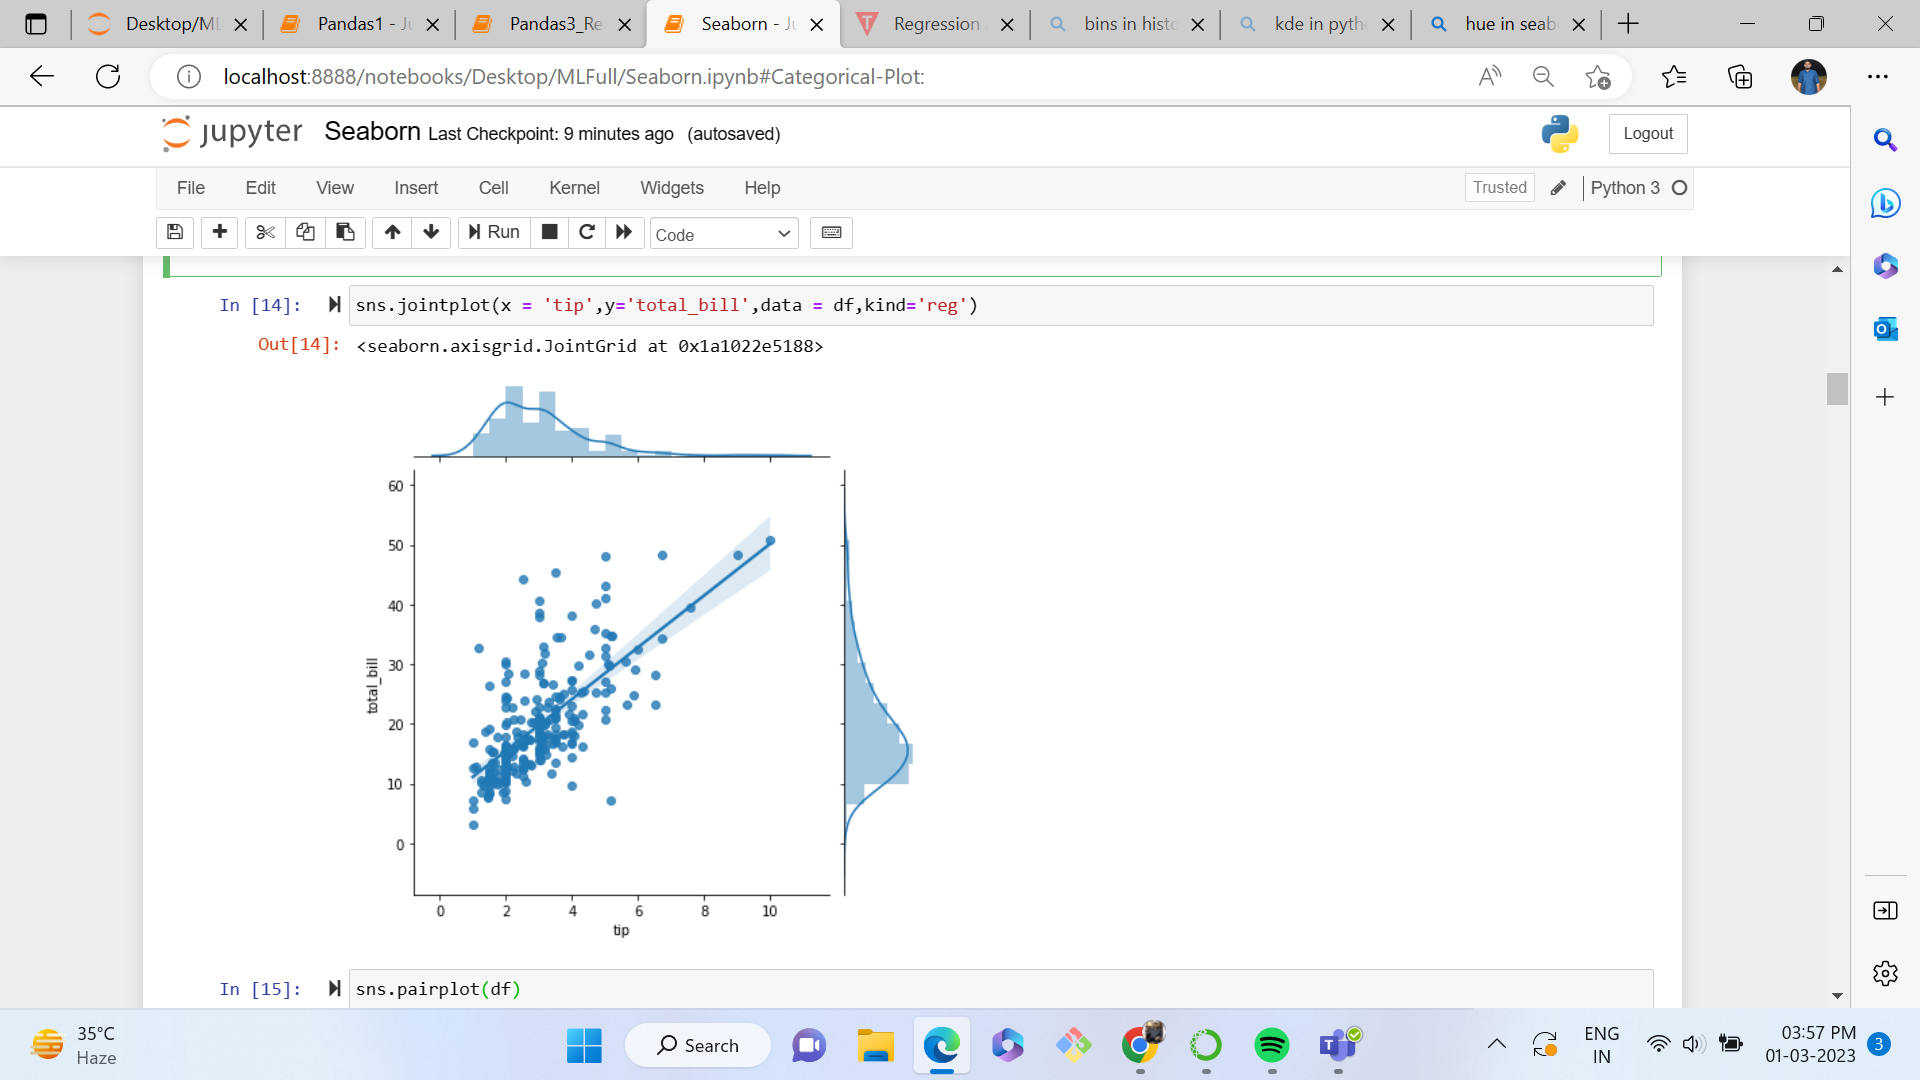 Desktop/ML
Pandas1 - Ju
Pandas3_Re
Seaborn - Ju
Regression
bins in histo
kde in pytho
hue in seab
localhost:8888/notebooks/Desktop/MLFull/Seaborn.ipynb#Categorical-Plot:
jupyter Seaborn Last Checkpoint: 9 minutes ago (autosaved)
Logout
File Edit View Insert Cell Kernel Widgets Help
Trusted Python 3
Run Code
In [14]: sns.jointplot(x = 'tip',y='total_bill',data = df,kind='reg')
Out[14]: <seaborn.axisgrid.JointGrid at 0x1a1022e5188>
60
50
40
30
20
10
0
total_bill
0 2 4 6 8 10
tip
In [15]: sns.pairplot(df)
35°C
Haze
Search
ENG
IN
03:57 PM
01-03-2023
3